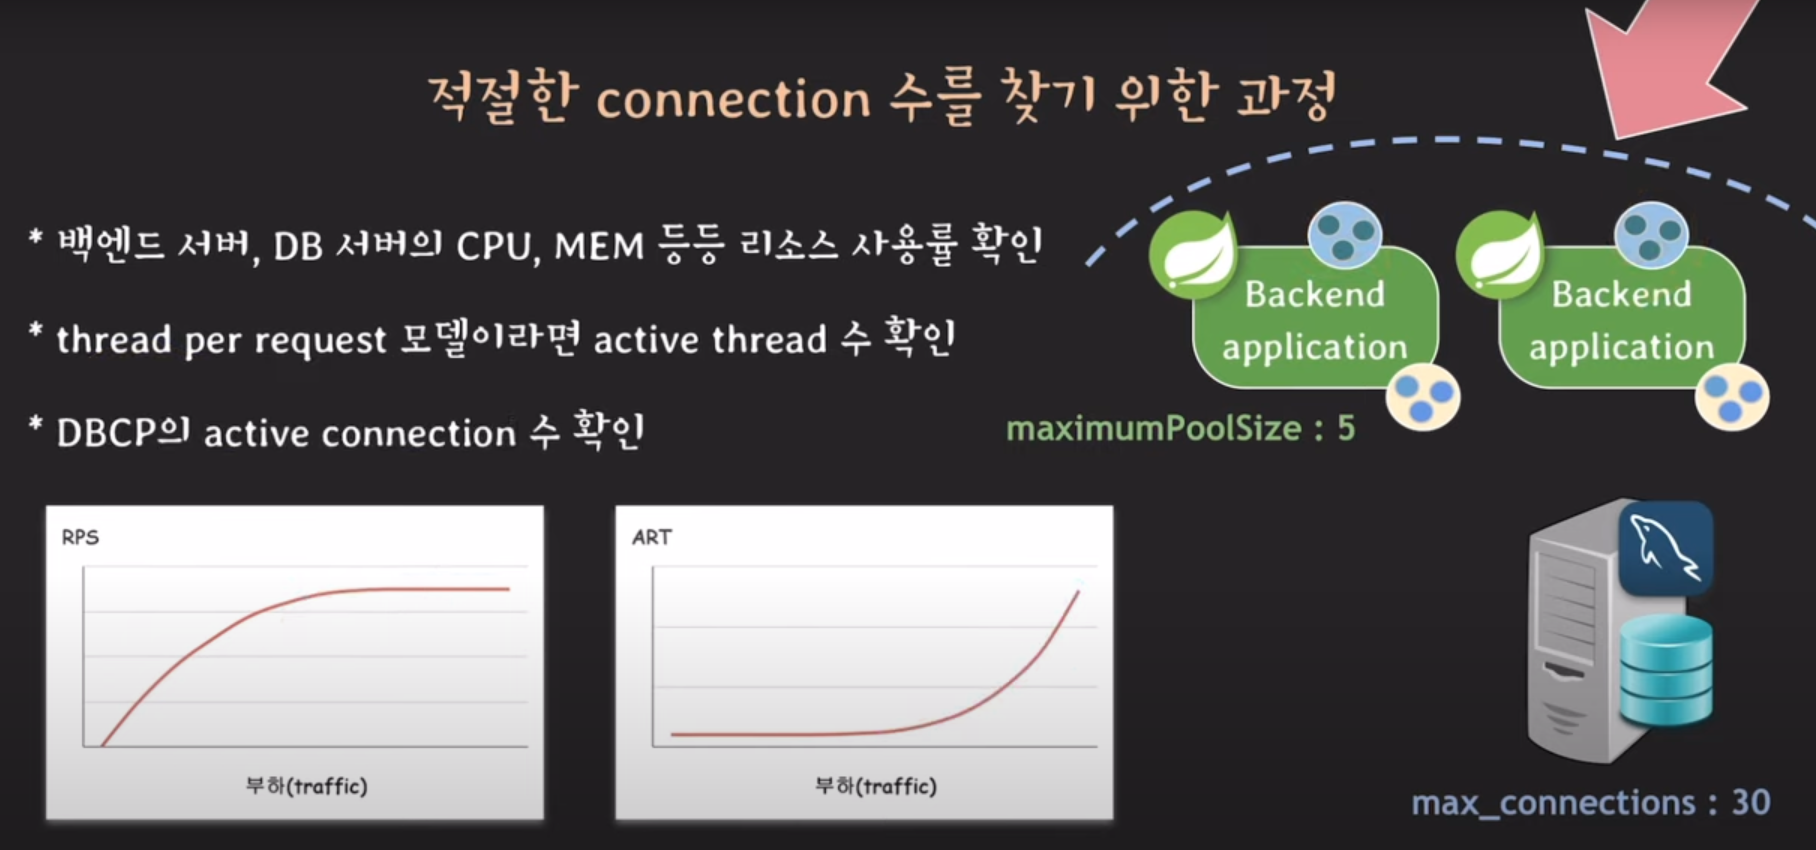 적절한 connection 수를 찾기 위한 과정
* 백엔드 서버, DB 서버의 CPU, MEM 등등 리소스 사용률 확인
* thread per request 모델이라면 active thread 수 확인
* DBCP의 active connection 수 확인
Backend
application
Backend
application
maximumPoolSize : 5
RPS
부하(traffic)
ART
부하(traffic)
max_connections : 30